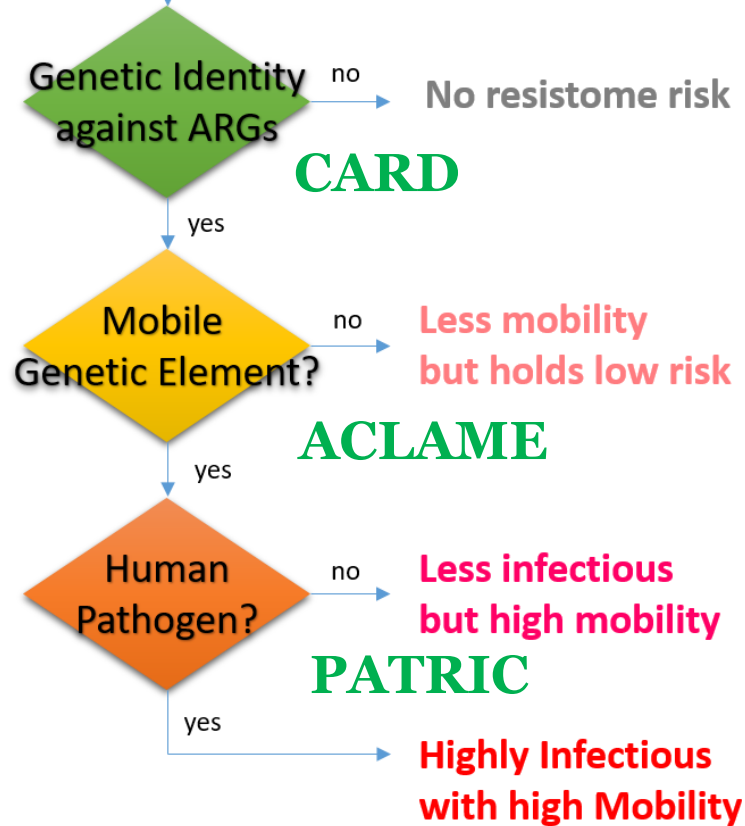 Genetic Identity
against ARGs
no
No resistome risk
CARD
yes
Mobile
Genetic Element?
no
Less mobility
but holds low risk
ACLAME
yes
Human
Pathogen?
no
Less infectious
but high mobility
PATRIC
yes
Highly Infectious
with high Mobility